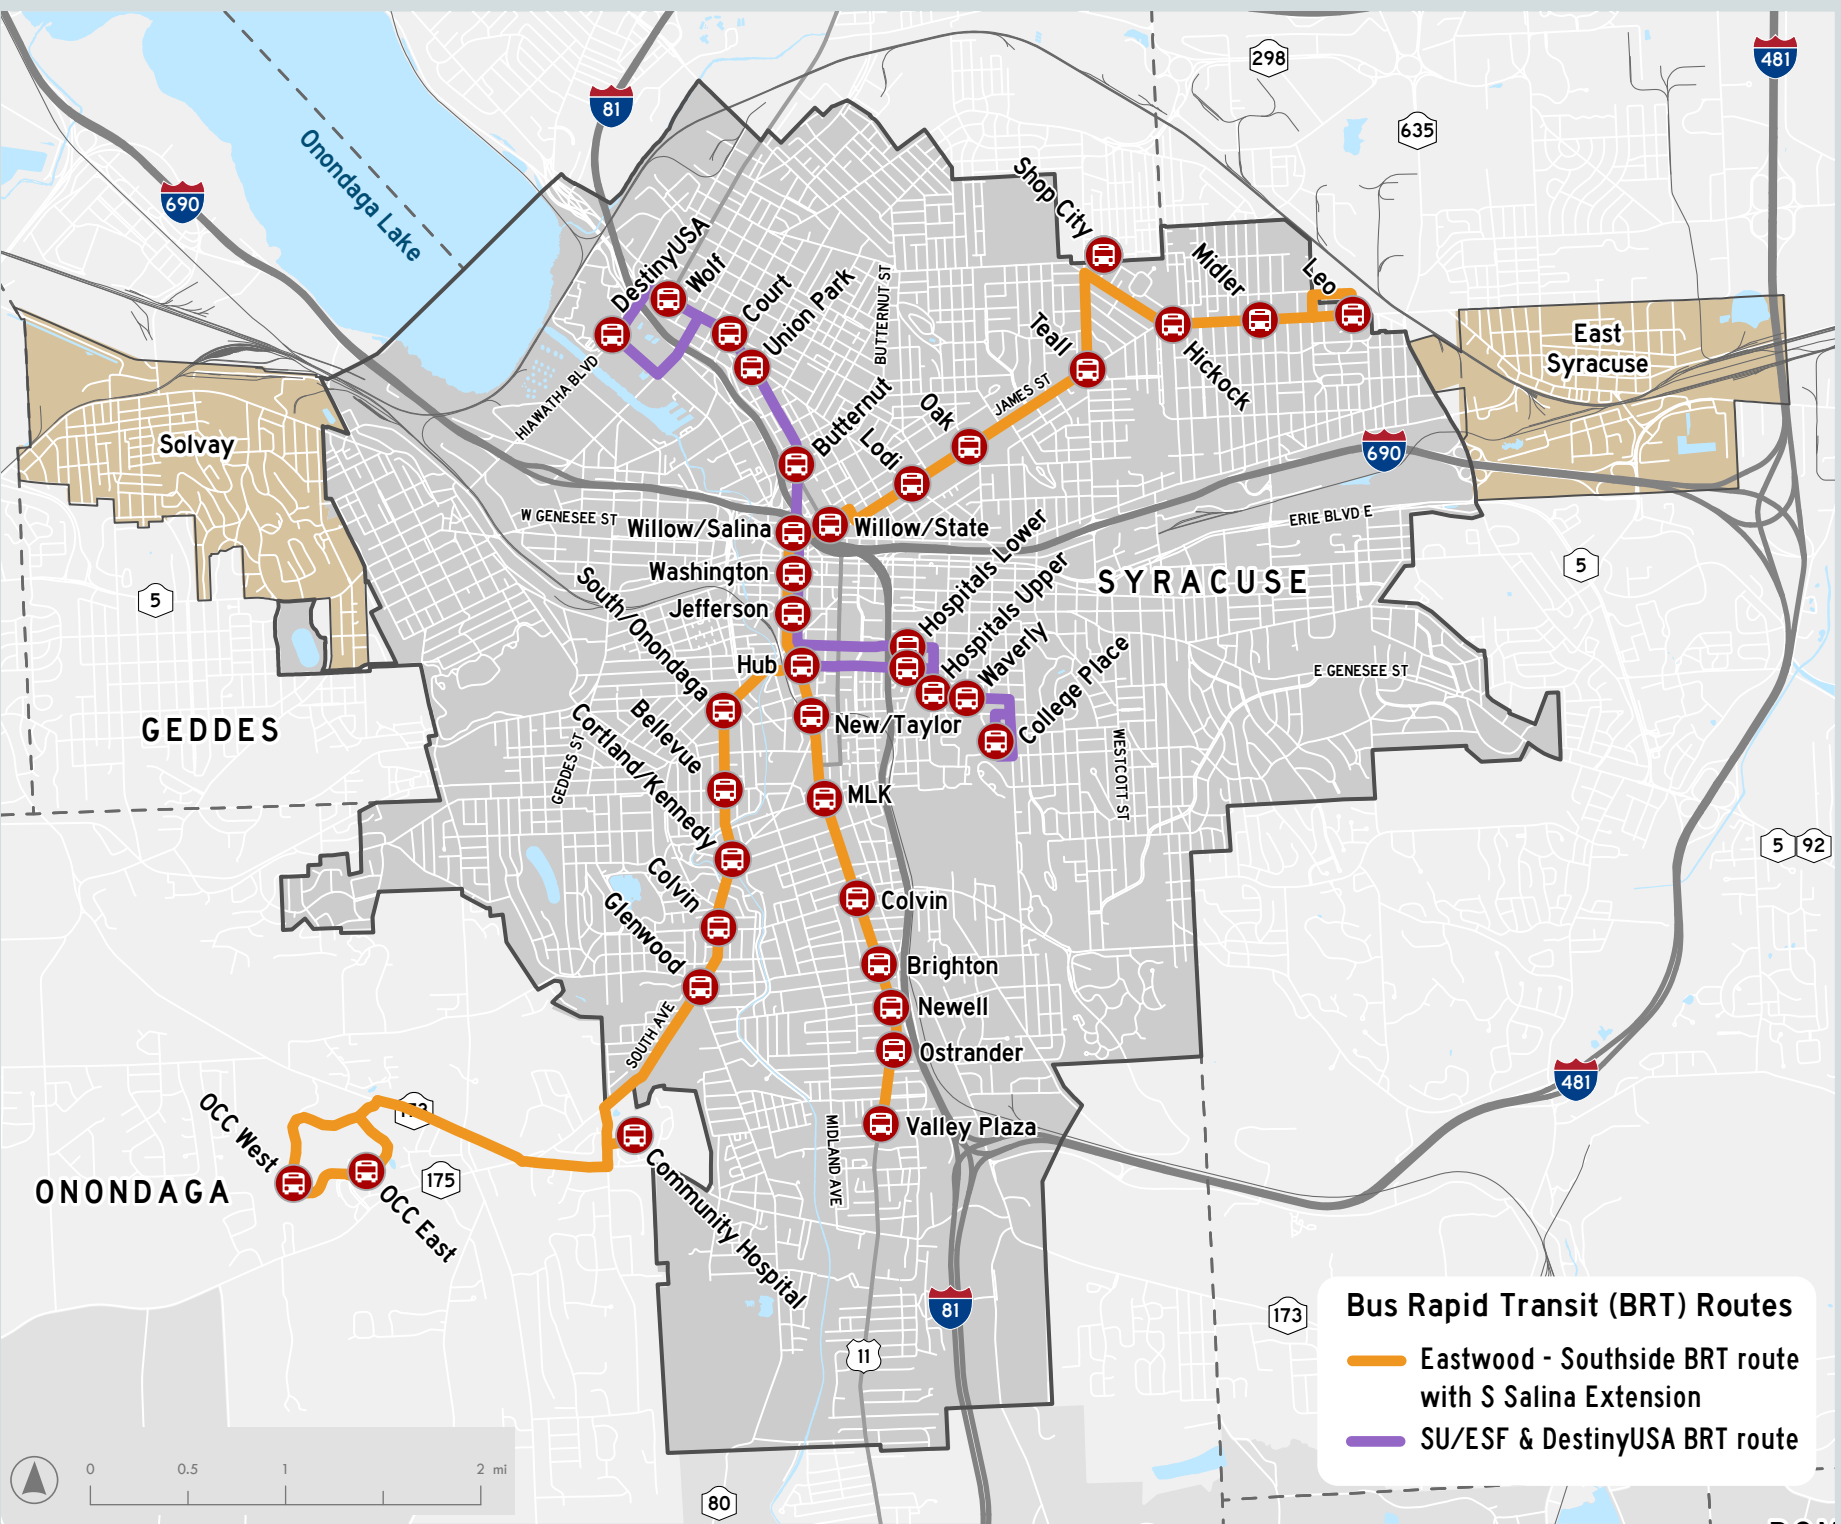 298
481
81
635
Onondaga Lake
690
Shop City
DestinyUSA
Wolf
Court
Union Park
BUTTERNUT ST
Midler
Leo
Teall
Hickock
East
Syracuse
HIAWATHA BLVD
JAMES ST
Butternut
Oak
Lodi
Solvay
690
W GENESEE ST
Willow/Salina
Willow/State
ERIE BLVD E
Washington
SYRACUSE
5
5
Jefferson
South/Onondaga
Hospitals Lower
Hospitals Upper
Waverly
College Place
Hub
E GENESEE ST
GEDDES
New/Taylor
Bellevue
Cortland/Kennedy
GEDDES ST
WESTCOTT ST
MLK
5
92
Colvin
Colvin
Glenwood
Brighton
Newell
SOUTH AVE
Ostrander
481
OCC West
173
Valley Plaza
MIDLAND AVE
175
ONONDAGA
OCC East
Community Hospital
81
173
11
Bus Rapid Transit (BRT) Routes
Eastwood - Southside BRT route
with S Salina Extension
SU/ESF & DestinyUSA BRT route
0
0.5
1
2 mi
80